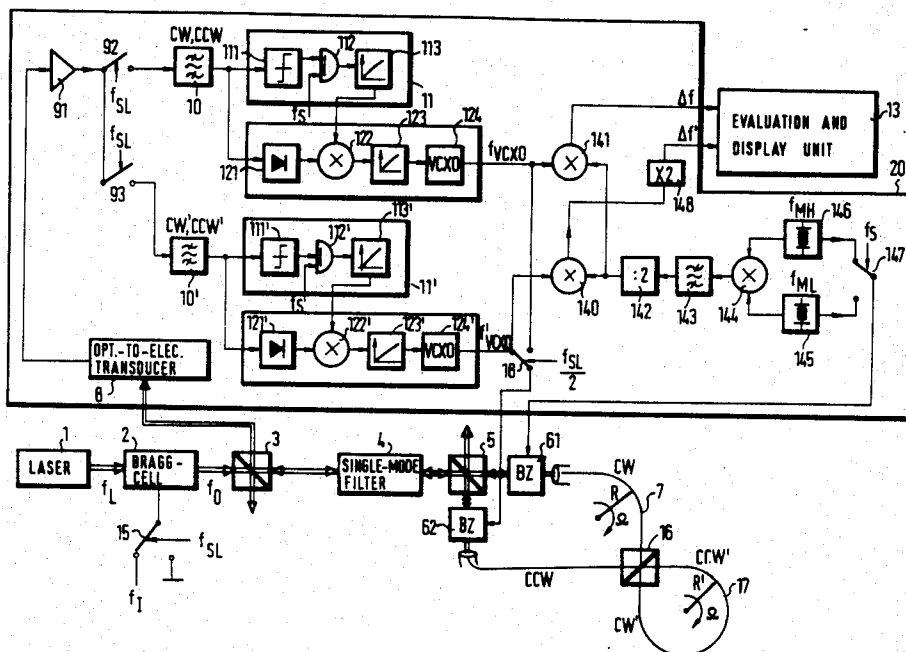 92
CW,CCW
111
112
113
91
f_SL
10
f_S
11
f_SL
93
121
122
123
124
VCXO
f_VCXO
141
Δf
Δf'
13
EVALUATION AND
DISPLAY UNIT
20
X2
148
CW,'CCW'
10'
111'
112'
113'
f_S
11'
140
:2
142
143
144
f_MH
146
f_S
147
f_ML
145
121'
122'
123'
124'
VCXO
f'_VCXO
18
f_SL
2
OPT.-TO-ELEC.
TRANSDUCER
8
1
LASER
f_L
2
BRAGG-
CELL
f_0
3
4
SINGLE-MODE
FILTER
5
61
BZ
CW
R
Ω
7
62
BZ
15
f_SL
f_I
CCW
16
CCW'
R'
Ω
17
CW'